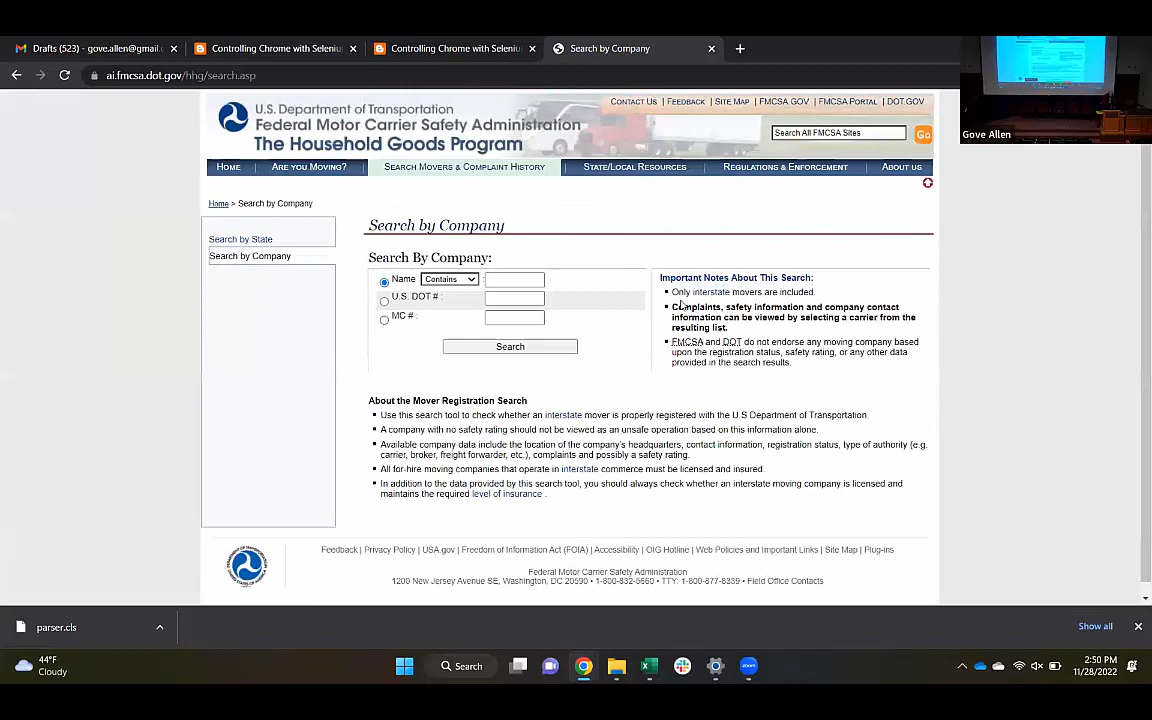 Drafts (523) - gove.allen@gmail.
Controlling Chrome with Seleniu
Controlling Chrome with Seleniu
Search by Company
ai.fmcsa.dot.gov/hhg/search.asp
Gove Allen
CONTACT US | FEEDBACK | SITE MAP | FMCSA.GOV | FMCSA PORTAL | DOT.GOV
U.S. Department of Transportation
Federal Motor Carrier Safety Administration
The Household Goods Program
Search All FMCSA Sites
Go
HOME
ARE YOU MOVING?
SEARCH MOVERS & COMPLAINT HISTORY
STATE/LOCAL RESOURCES
REGULATIONS & ENFORCEMENT
ABOUT US
Home > Search by Company
Search by State
Search by Company
Search by Company
Search By Company:
Name Contains :
U.S. DOT # :
MC # :
Search
Important Notes About This Search:
Only interstate movers are included.
Complaints, safety information and company contact
information can be viewed by selecting a carrier from the
resulting list.
FMCSA and DOT do not endorse any moving company based
upon the registration status, safety rating, or any other data
provided in the search results.
About the Mover Registration Search
Use this search tool to check whether an interstate mover is properly registered with the U.S Department of Transportation.
A company with no safety rating should not be viewed as an unsafe operation based on this information alone.
Available company data include the location of the company's headquarters, contact information, registration status, type of authority (e.g.
carrier, broker, freight forwarder, etc.), complaints and possibly a safety rating.
All for-hire moving companies that operate in interstate commerce must be licensed and insured.
In addition to the data provided by this search tool, you should always check whether an interstate moving company is licensed and
maintains the required level of insurance .
Feedback | Privacy Policy | USA.gov | Freedom of Information Act (FOIA) | Accessibility | OIG Hotline | Web Policies and Important Links | Site Map | Plug-ins
Federal Motor Carrier Safety Administration
1200 New Jersey Avenue SE, Washington, DC 20590 • 1-800-832-5660 • TTY: 1-800-877-8339 • Field Office Contacts
parser.cls
Show all
44°F
Cloudy
Search
2:50 PM
11/28/2022